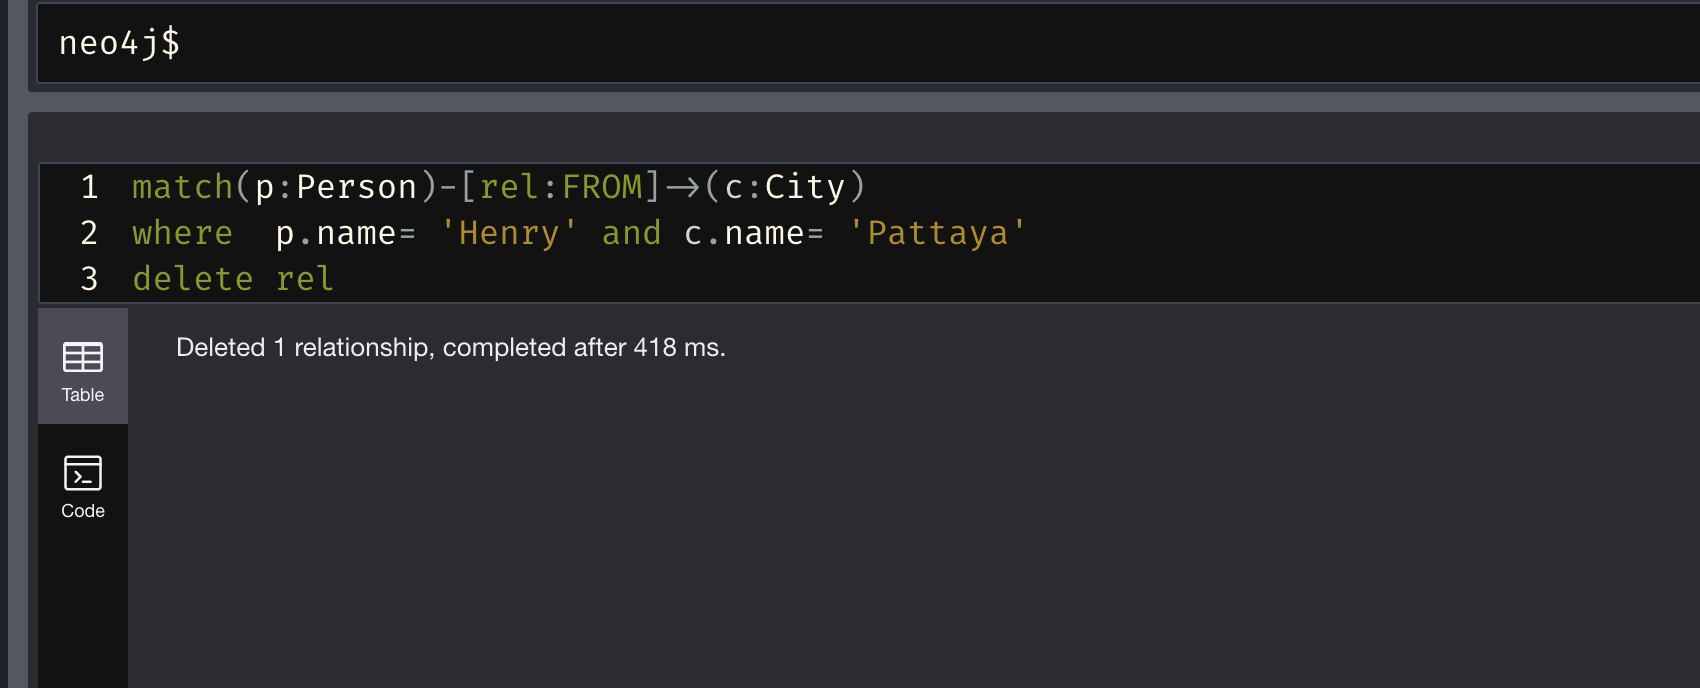 neo4j$
1 match(p:Person)-[rel:FROM]->(c:City)
2 where  p.name= 'Henry' and c.name= 'Pattaya'
3 delete rel
Deleted 1 relationship, completed after 418 ms.
Table
Code